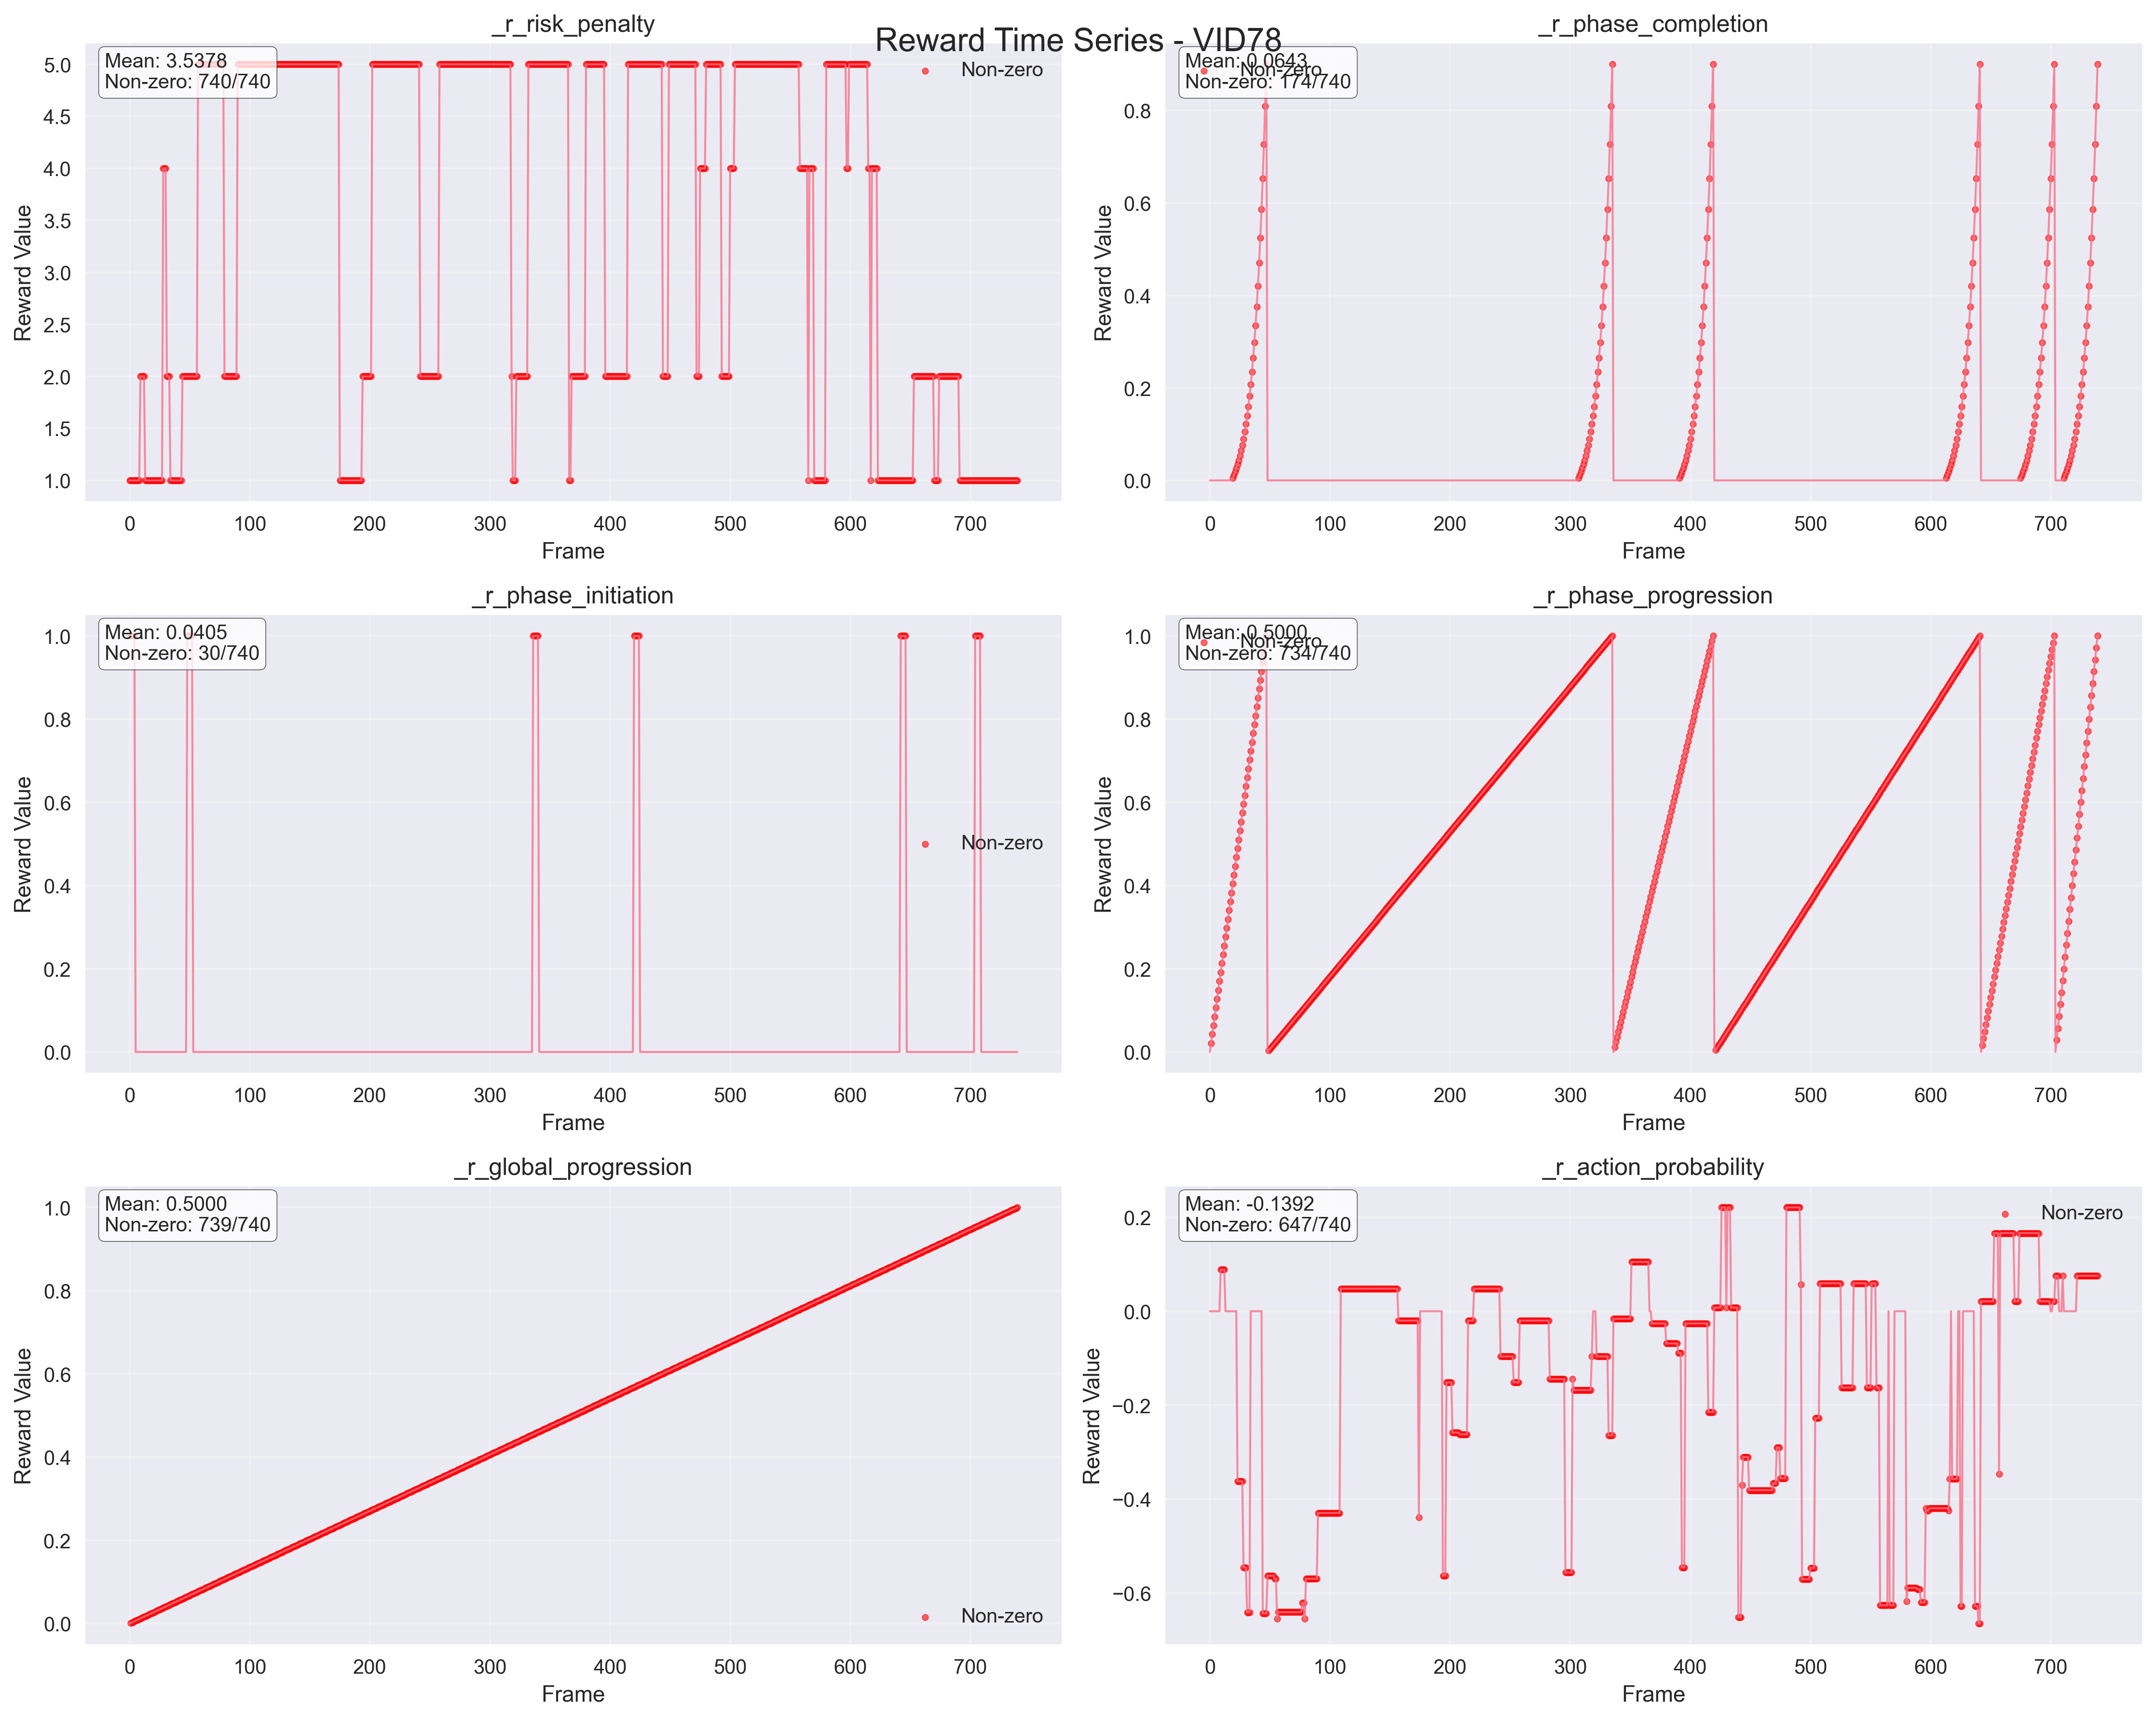 Reward Time Series - VID78
_r_risk_penalty
Mean: 3.5378
Non-zero: 740/740
Non-zero
Reward Value
5.0
4.5
4.0
3.5
3.0
2.5
2.0
1.5
1.0
0 100 200 300 400 500 600 700
Frame
_r_phase_completion
Mean: 0.0643
Non-zero: 174/740
Non-zero
Reward Value
0.8
0.6
0.4
0.2
0.0
0 100 200 300 400 500 600 700
Frame
_r_phase_initiation
Mean: 0.0405
Non-zero: 30/740
Non-zero
Reward Value
1.0
0.8
0.6
0.4
0.2
0.0
0 100 200 300 400 500 600 700
Frame
_r_phase_progression
Mean: 0.5000
Non-zero: 734/740
Non-zero
Reward Value
1.0
0.8
0.6
0.4
0.2
0.0
0 100 200 300 400 500 600 700
Frame
_r_global_progression
Mean: 0.5000
Non-zero: 739/740
Non-zero
Reward Value
1.0
0.8
0.6
0.4
0.2
0.0
0 100 200 300 400 500 600 700
Frame
_r_action_probability
Mean: -0.1392
Non-zero: 647/740
Non-zero
Reward Value
0.2
0.0
−0.2
−0.4
−0.6
0 100 200 300 400 500 600 700
Frame